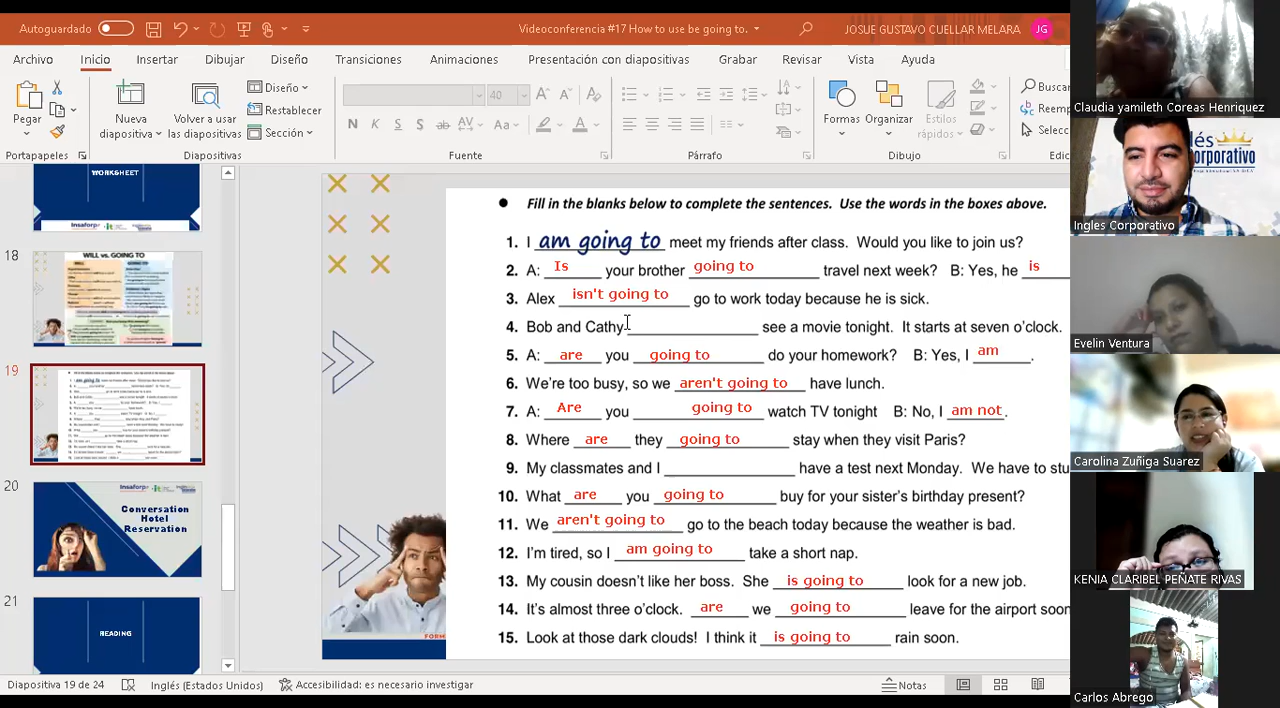 Autoguardado Videoconferencia #17 How to use be going to. JOSUE GUSTAVO CUELLAR MELARA JG
Archivo Inicio Insertar Dibujar Diseño Transiciones Animaciones Presentación con diapositivas Grabar Revisar Vista Ayuda
Pegar
Nueva diapositiva
Volver a usar las diapositivas
Diseño
Restablecer
Sección
40
N K S S ab AV Aa A
Formas Organizar Estilos rápidos
Buscar
Reemp
Selecc
Portapapeles Diapositivas Fuente Párrafo Dibujo Edic
WORKSHEET
Insaforp
18
WILL vs. GOING TO
19
20
Insaforp
Conversation
Hotel
Reservation
21
READING
Fill in the blanks below to complete the sentences. Use the words in the boxes above.
1. I am going to meet my friends after class. Would you like to join us?
2. A: Is your brother going to travel next week? B: Yes, he is
3. Alex isn't going to go to work today because he is sick.
4. Bob and Cathy see a movie tonight. It starts at seven o'clock.
5. A: are you going to do your homework? B: Yes, I am.
6. We're too busy, so we aren't going to have lunch.
7. A: Are you going to watch TV tonight B: No, I am not.
8. Where are they going to stay when they visit Paris?
9. My classmates and I have a test next Monday. We have to stu
10. What are you going to buy for your sister's birthday present?
11. We aren't going to go to the beach today because the weather is bad.
12. I'm tired, so I am going to take a short nap.
13. My cousin doesn't like her boss. She is going to look for a new job.
14. It's almost three o'clock. are we going to leave for the airport soon
15. Look at those dark clouds! I think it is going to rain soon.
FORM
Claudia yamileth Coreas Henriquez
lés
orporativo
Ingles Corporativo
Evelin Ventura
Carolina Zuñiga Suarez
KENIA CLARIBEL PEÑATE RIVAS
Carlos Abrego
Diapositiva 19 de 24 Inglés (Estados Unidos) Accesibilidad: es necesario investigar Notas